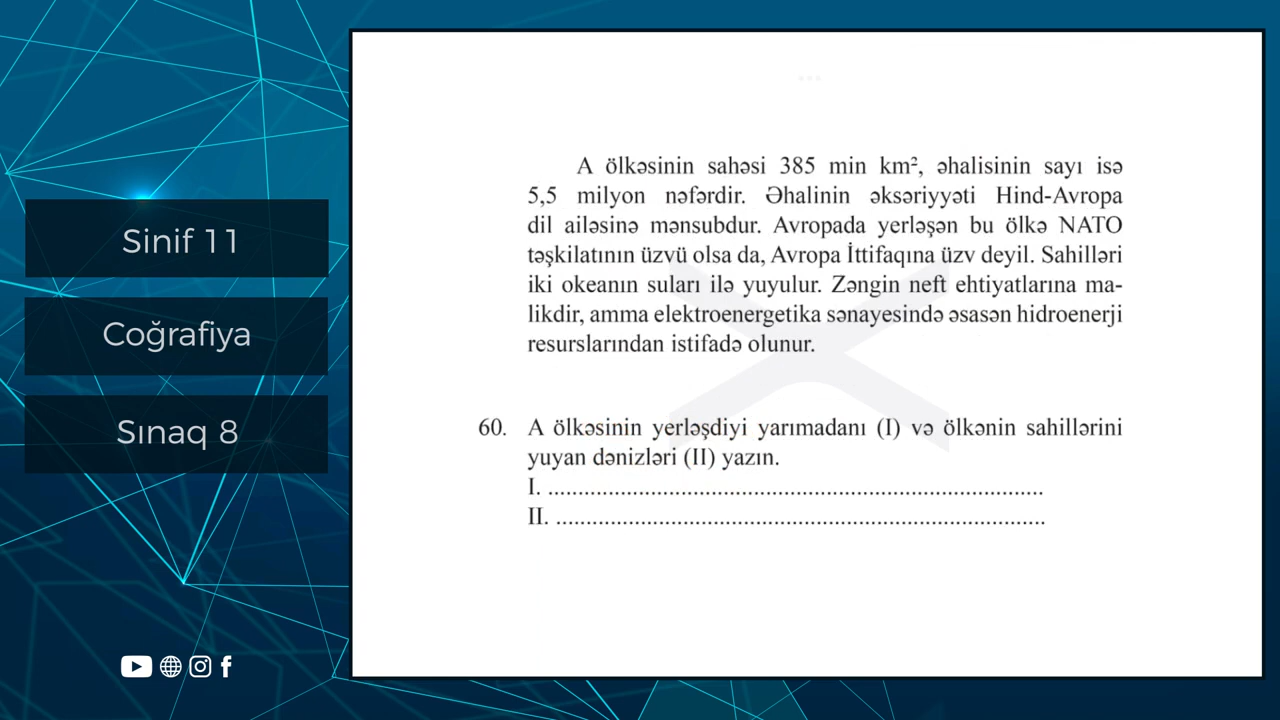 Sinif 11
Coğrafiya
Sınaq 8
A ölkəsinin sahəsi 385 min km², əhalisinin sayı isə
5,5 milyon nəfərdir. Əhalinin əksəriyyəti Hind-Avropa
dil ailəsinə mənsubdur. Avropada yerləşən bu ölkə NATO
təşkilatının üzvü olsa da, Avropa İttifaqına üzv deyil. Sahilləri
iki okeanın suları ilə yuyulur. Zəngin neft ehtiyatlarına ma-
likdir, amma elektroenergetika sənayesində əsasən hidroenerji
resurslarından istifadə olunur.
60. A ölkəsinin yerləşdiyi yarımadanı (I) və ölkənin sahillərini
yuyan dənizləri (II) yazın.
I. ..................................................................................
II. .................................................................................